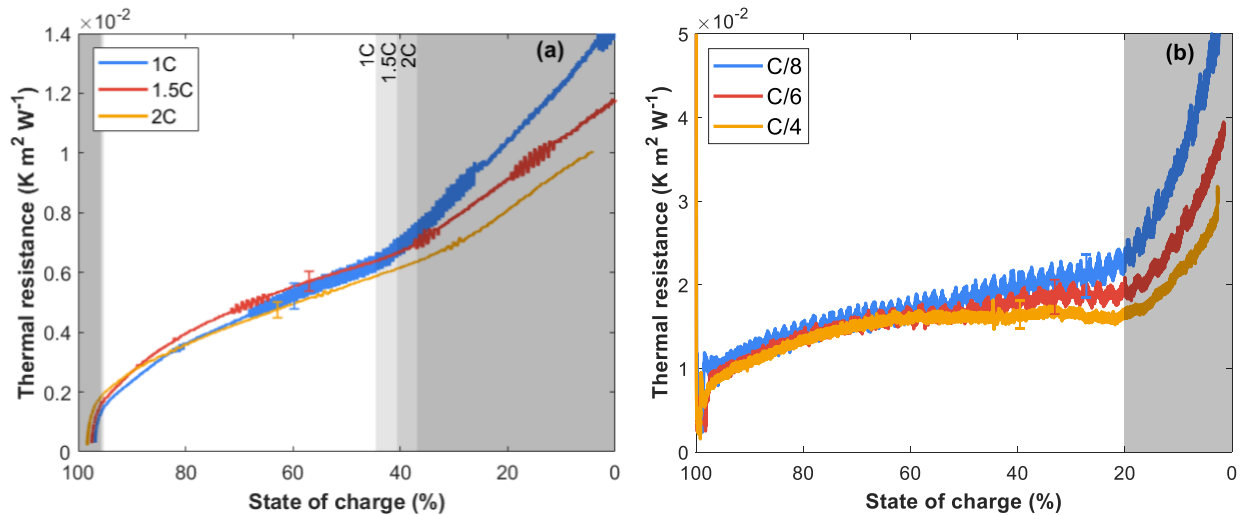 ×10⁻²
1.4
1.2
1
0.8
0.6
0.4
0.2
0
100
80
60
40
20
0
Thermal resistance (K m² W⁻¹)
State of charge (%)
1C
1.5C
2C
1C
1.5C
2C
(a)
×10⁻²
5
4
3
2
1
0
100
80
60
40
20
0
Thermal resistance (K m² W⁻¹)
State of charge (%)
C/8
C/6
C/4
(b)